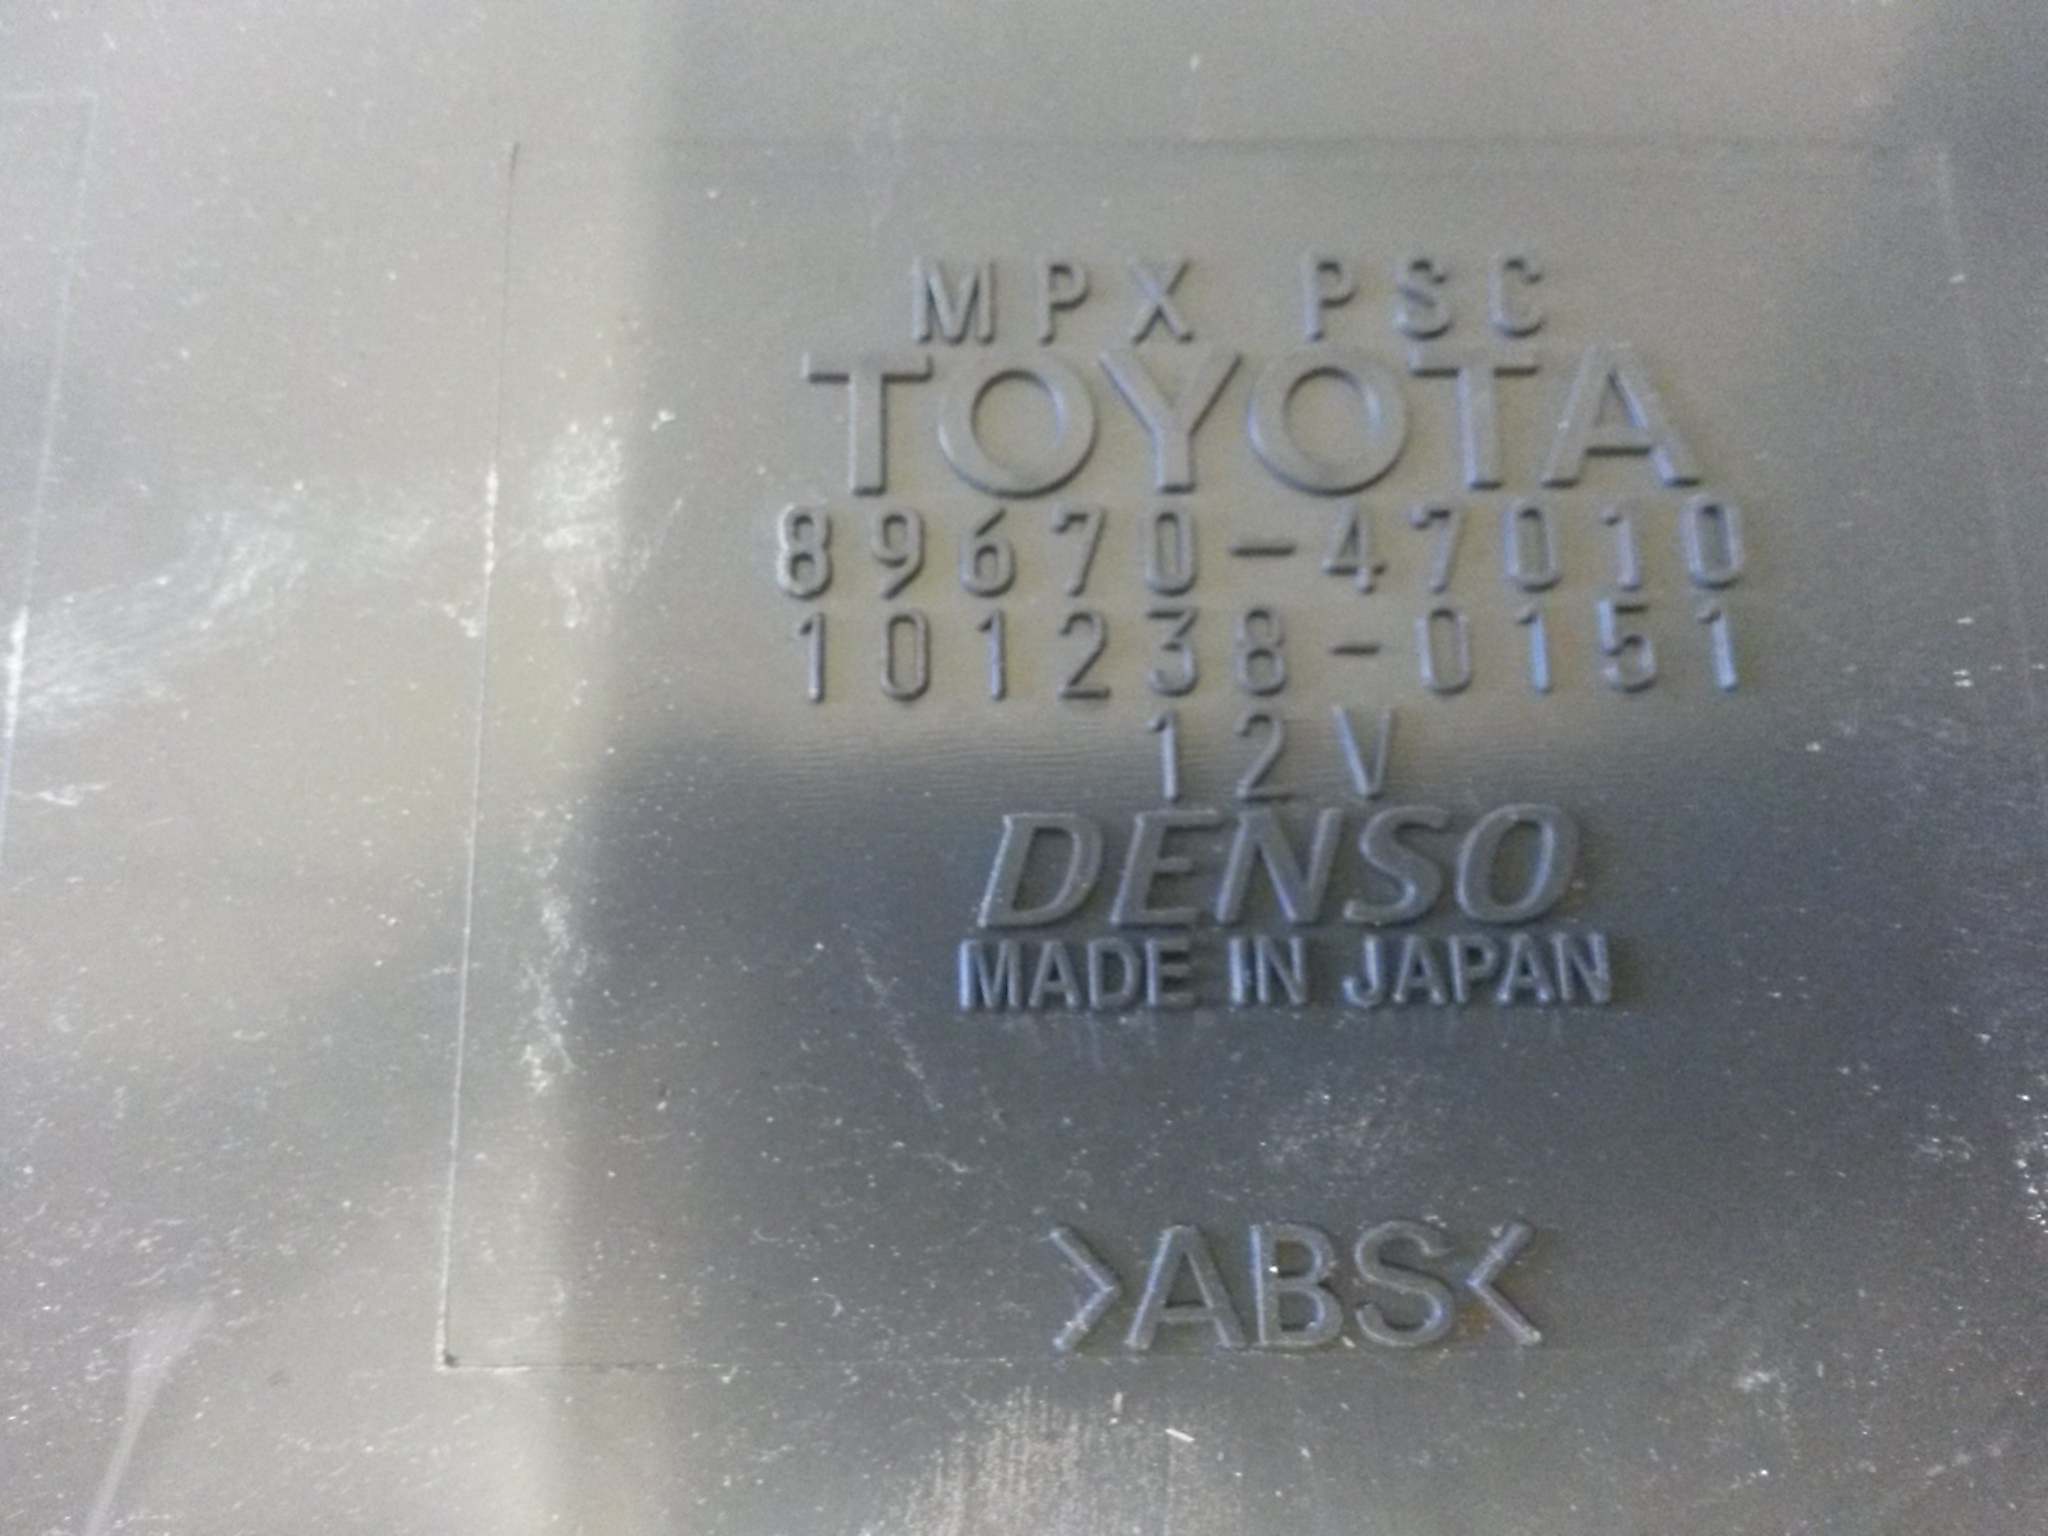 MPX PSC
TOYOTA
89670-47010
101238-0151
12V
DENSO
MADE IN JAPAN
>ABS<